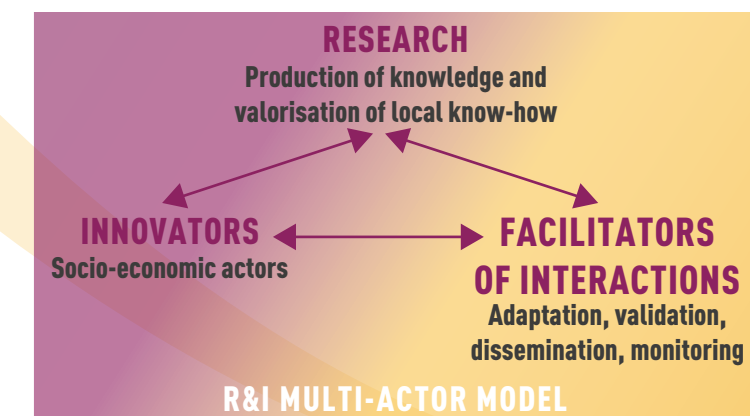 RESEARCH
Production of knowledge and
valorisation of local know-how
INNOVATORS
Socio-economic actors
FACILITATORS
OF INTERACTIONS
Adaptation, validation,
dissemination, monitoring
R&I MULTI-ACTOR MODEL